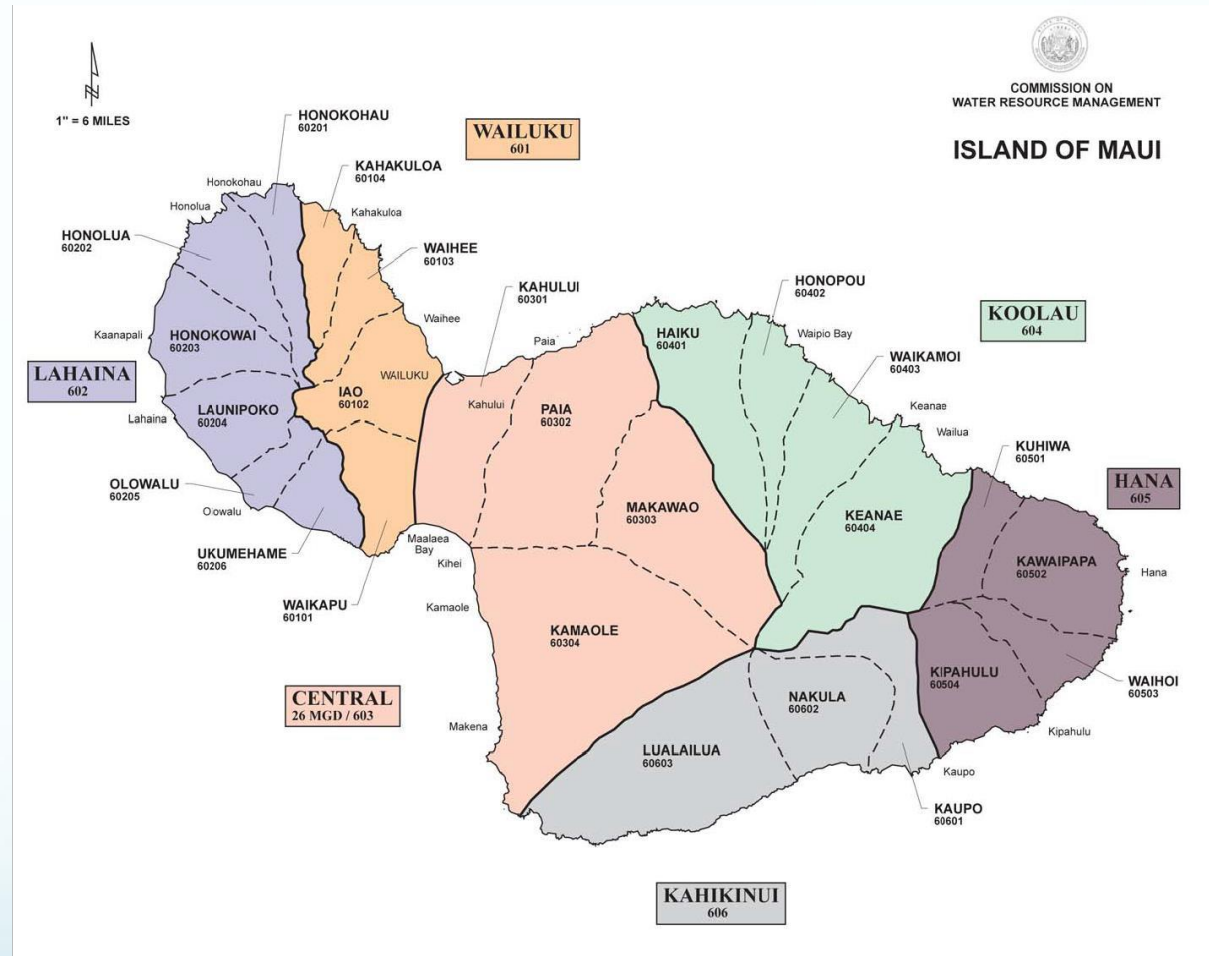 COMMISSION ON
WATER RESOURCE MANAGEMENT
ISLAND OF MAUI
1" = 6 MILES
HONOKOHAU
60201
WAILUKU
601
KAHAKULOA
60104
Honokohau
Honolua
Kahakuloa
HONOLUA
60202
WAIHEE
60103
KAHULUI
60301
HONOPOU
60402
KOOLAU
604
Kaanapali
HONOKOWAI
60203
Waihee
Paia
HAIKU
60401
Waipio Bay
WAIKAMOI
60403
LAHAINA
602
WAILUKU
IAO
60102
Lahaina
LAUNIPOKO
60204
Kahului
PAIA
60302
Keanae
Wailua
KUHIWA
60501
HANA
605
OLOWALU
60205
Olowalu
MAKAWAO
60303
KEANAE
60404
UKUMEHAME
60206
Maalaea
Bay
Kihei
KAWAIPAPA
60502
Hana
WAIKAPU
60101
Kamaole
KAMAOLE
60304
KIPAHULU
60504
WAIHOI
60503
CENTRAL
26 MGD / 603
NAKULA
60602
Makena
LUALAILUA
60603
Kipahulu
Kaupo
KAUPO
60601
KAHIKINUI
606